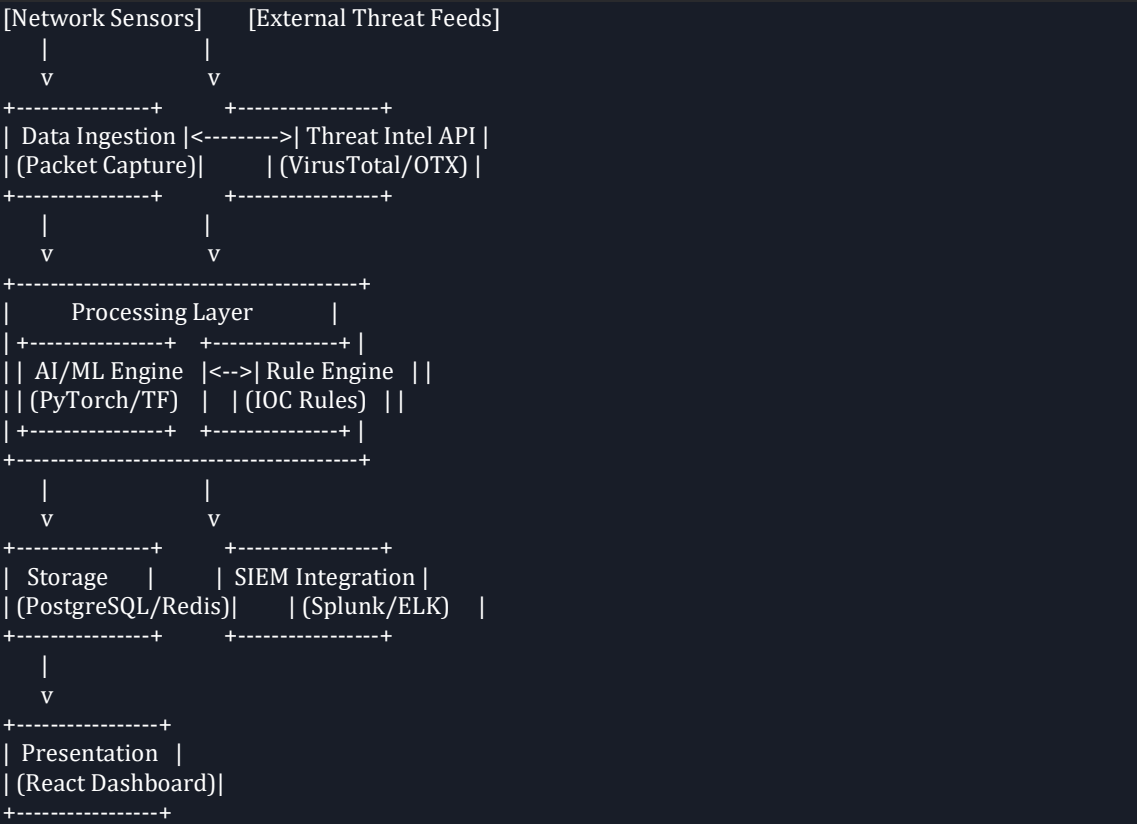 [Network Sensors]     [External Threat Feeds]
      |                       |
      v                       v
+----------------+         +-----------------+
|  Data Ingestion |<--------->| Threat Intel API |
| (Packet Capture)|         | (VirusTotal/OTX) |
+----------------+         +-----------------+
      |                       |
      v                       v
+-----------------------------------------+
|         Processing Layer           |
| +----------------+   +---------------+ |
| |  AI/ML Engine   |<-->| Rule Engine   | |
| | (PyTorch/TF)   |   | (IOC Rules)   | |
| +----------------+   +---------------+ |
+-----------------------------------------+
      |                       |
      v                       v
+----------------+         +-----------------+
|   Storage      |         |  SIEM Integration |
| (PostgreSQL/Redis)|       | (Splunk/ELK)     |
+----------------+         +-----------------+
      |
      v
+-----------------+
|  Presentation   |
| (React Dashboard)|
+-----------------+